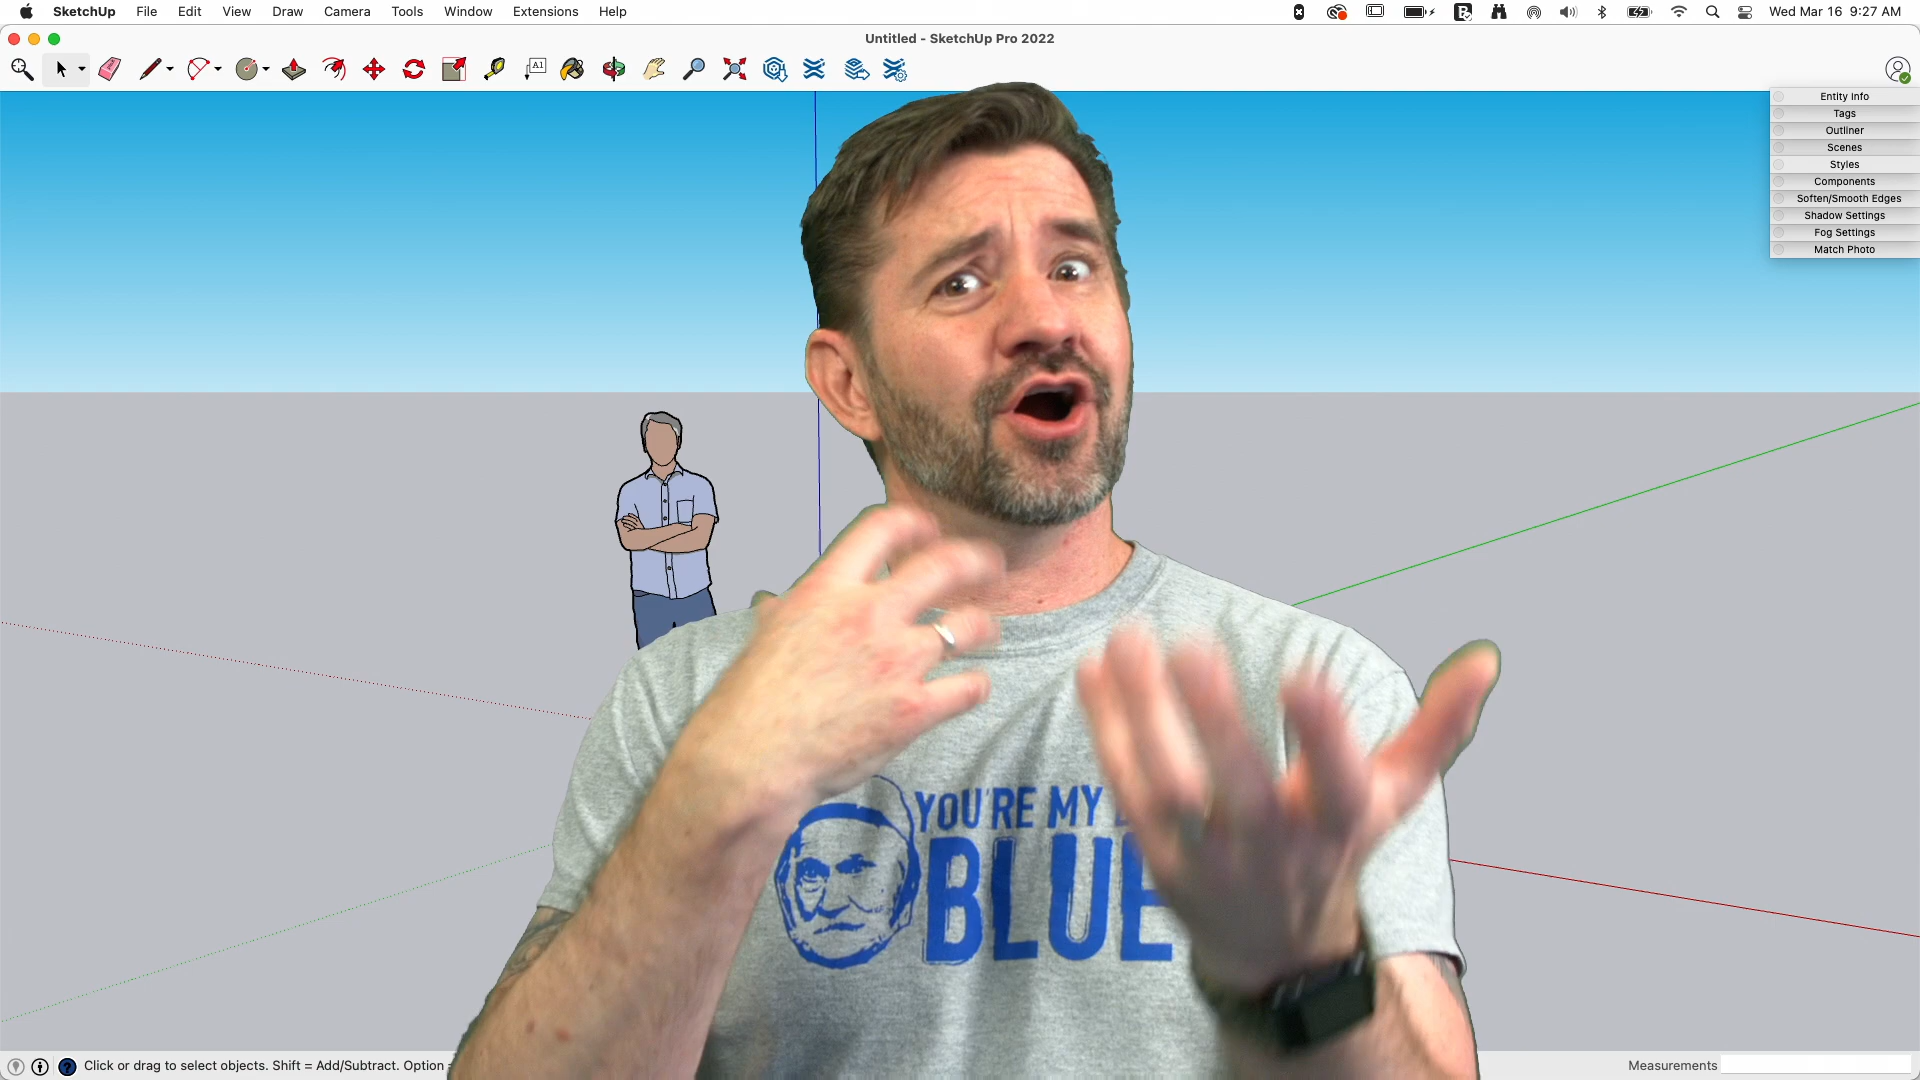 SketchUp File Edit View Draw Camera Tools Window Extensions Help Wed Mar 16 9:27 AM
Untitled - SketchUp Pro 2022
A1
Entity Info
Tags
Outliner
Scenes
Styles
Components
Soften/Smooth Edges
Shadow Settings
Fog Settings
Match Photo
YOU'RE MY
BLUE
Click or drag to select objects. Shift = Add/Subtract. Option Measurements